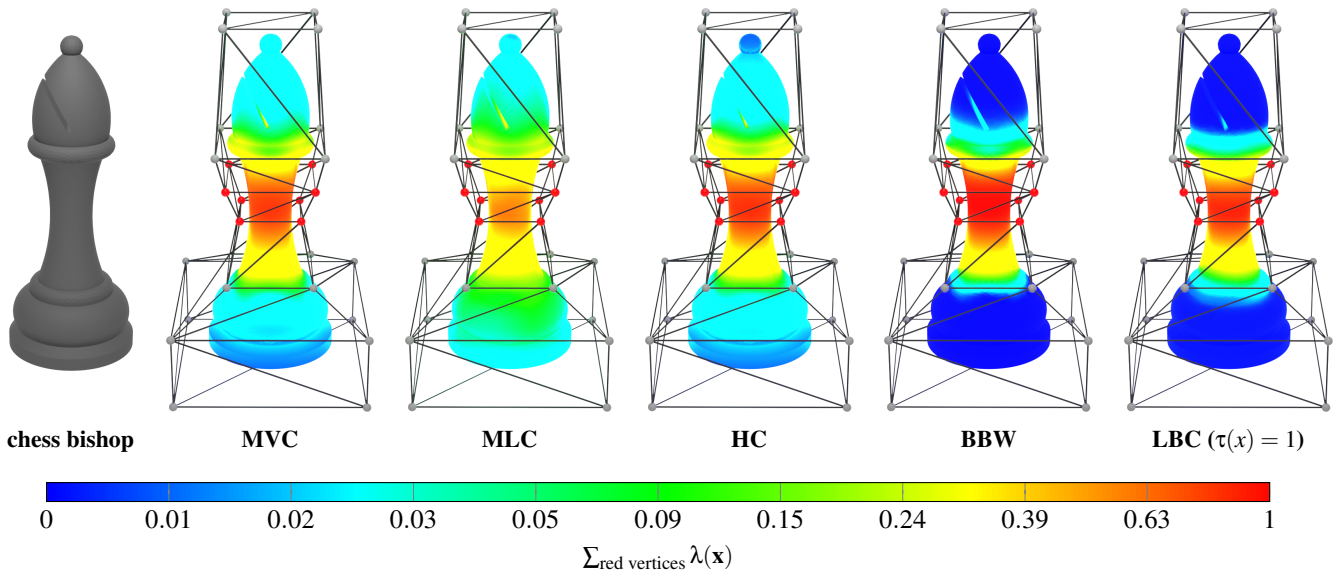 chess bishop MVC MLC HC BBW LBC (τ(x) = 1)
0 0.01 0.02 0.03 0.05 0.09 0.15 0.24 0.39 0.63 1
∑red vertices λ(x)